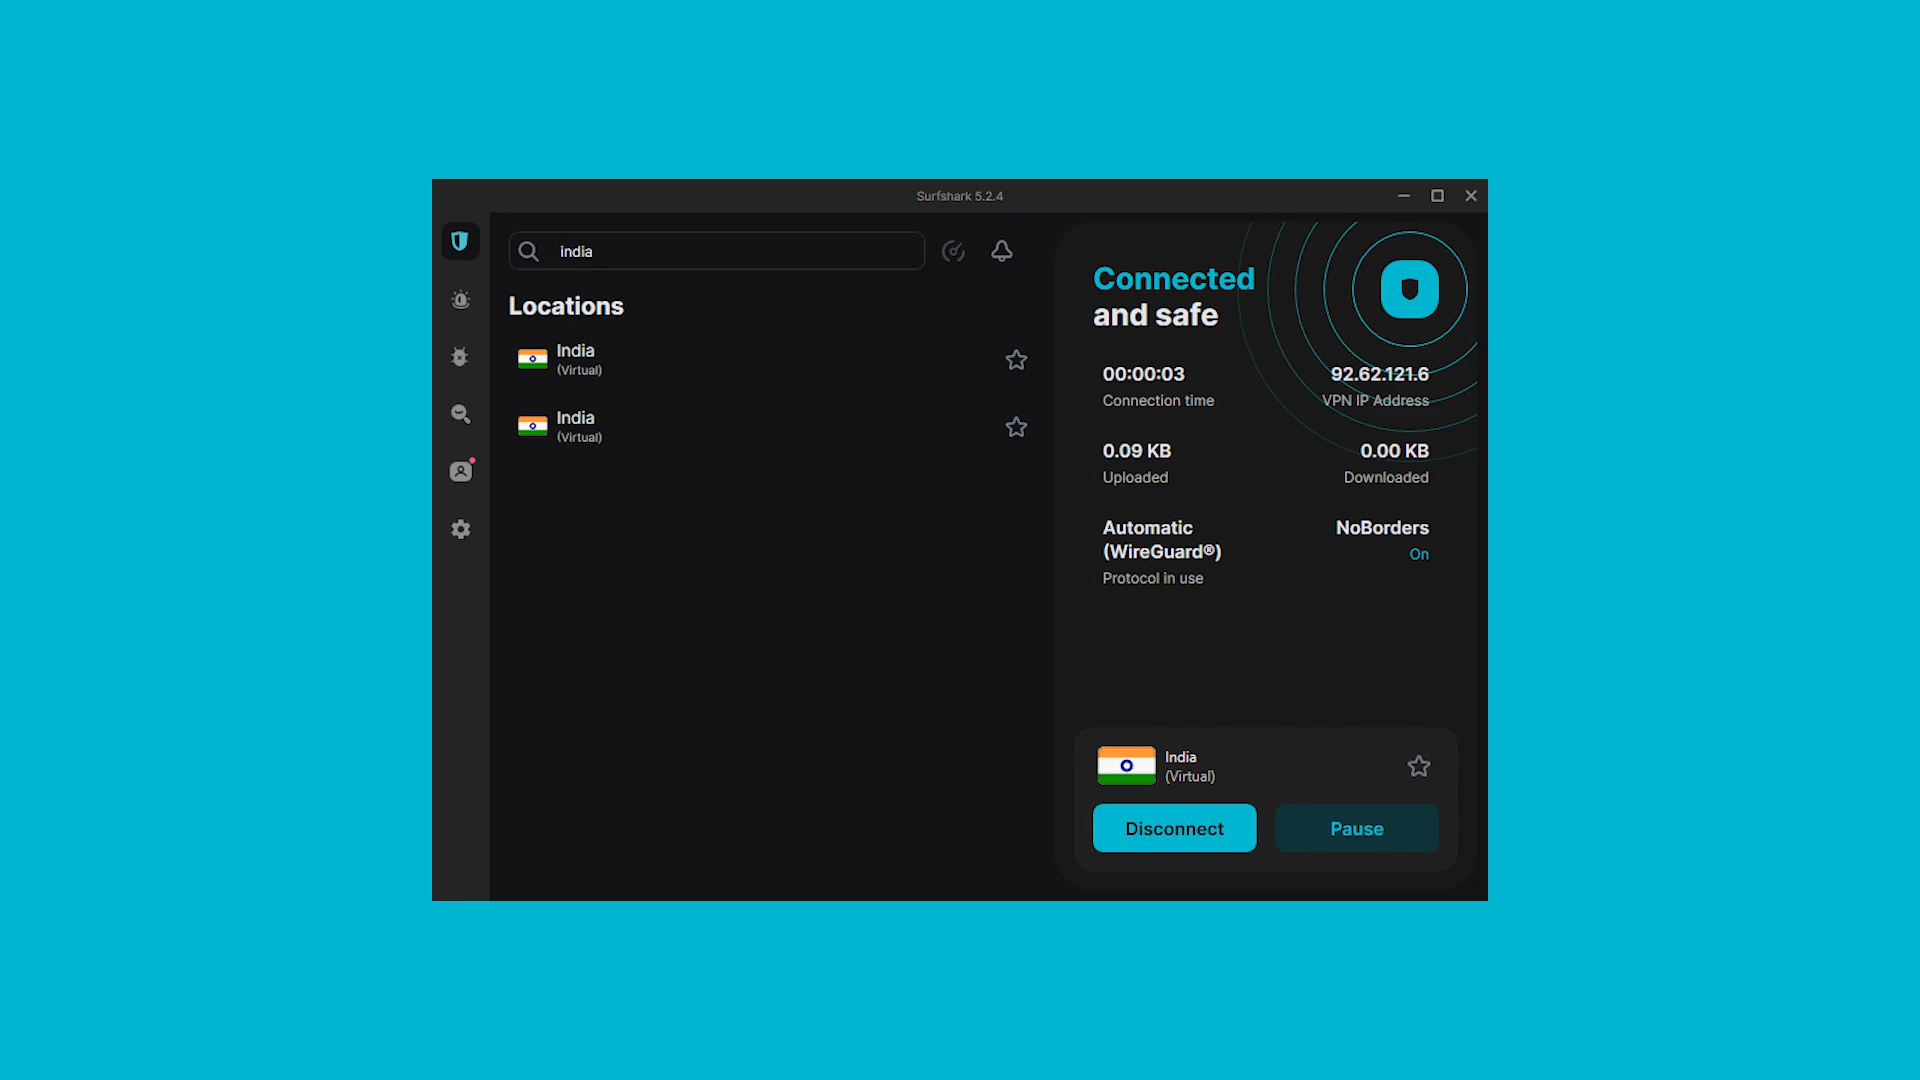 Surfshark 5.2.4
india
Locations
India
(Virtual)
India
(Virtual)
Connected
and safe
00:00:03
Connection time
92.62.121.6
VPN IP Address
0.09 KB
Uploaded
0.00 KB
Downloaded
Automatic
(WireGuard®)
Protocol in use
NoBorders
On
India
(Virtual)
Disconnect
Pause